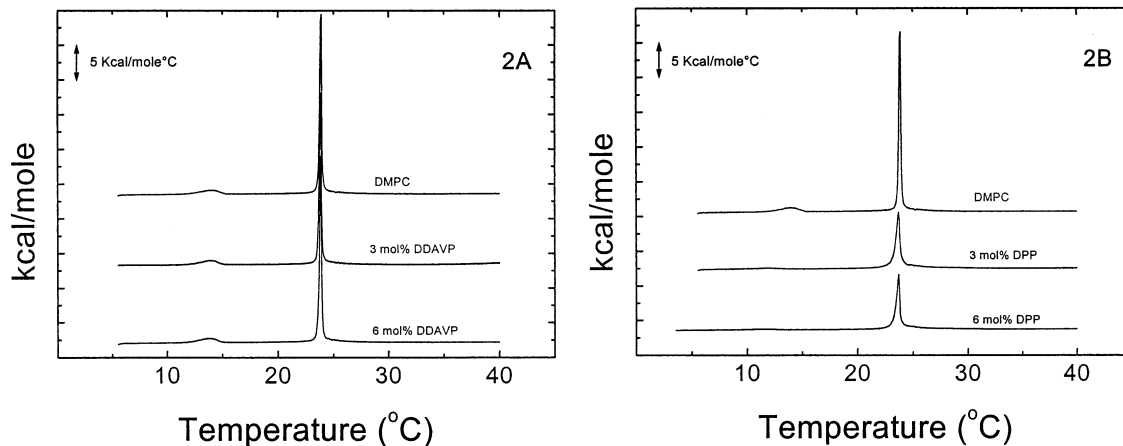 2A
5 Kcal/mole°C
DMPC
3 mol% DDAVP
6 mol% DDAVP
kcal/mole
10 20 30 40
Temperature (°C)
2B
5 Kcal/mole°C
DMPC
3 mol% DPP
6 mol% DPP
kcal/mole
10 20 30 40
Temperature (°C)